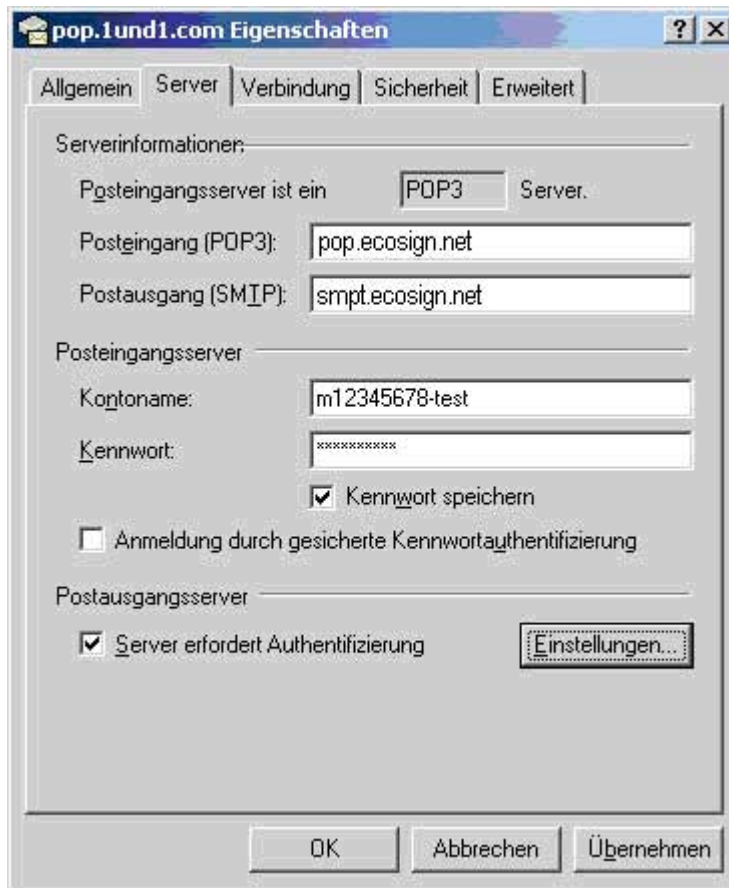 pop.1und1.com Eigenschaften
Allgemein Server Verbindung Sicherheit Erweitert
Serverinformationen
Posteingangsserver ist ein POP3 Server.
Posteingang (POP3): pop.ecosign.net
Postausgang (SMTP): smpt.ecosign.net
Posteingangsserver
Kontoname: m12345678-test
Kennwort: **********
Kennwort speichern
Anmeldung durch gesicherte Kennwortauthentifizierung
Postausgangsserver
Server erfordert Authentifizierung Einstellungen...
OK Abbrechen Übernehmen